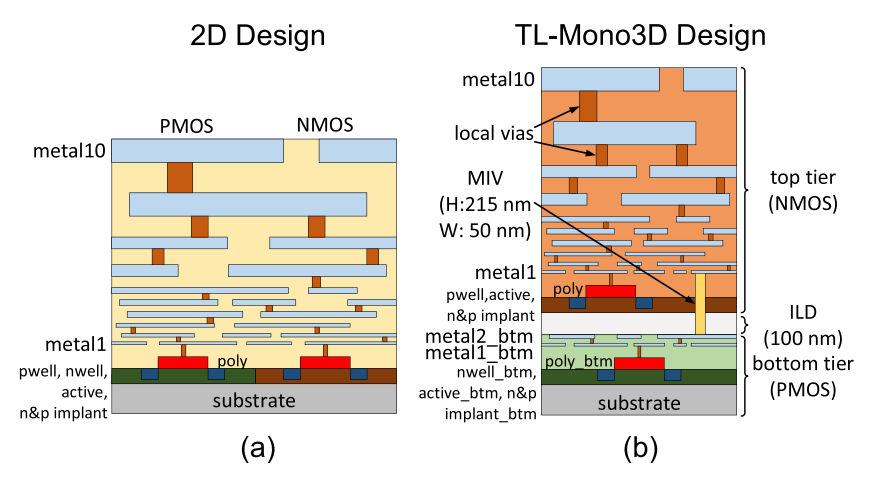 2D Design
PMOS
NMOS
metal10
metal1
poly
pwell, nwell,
active,
n&p implant
substrate
(a)
TL-Mono3D Design
metal10
local vias
MIV
(H:215 nm
W: 50 nm)
metal1
poly
pwell,active,
n&p implant
metal2_btm
metal1_btm
poly_btm
nwell_btm,
active_btm, n&p
implant_btm
substrate
top tier
(NMOS)
ILD
(100 nm)
bottom tier
(PMOS)
(b)